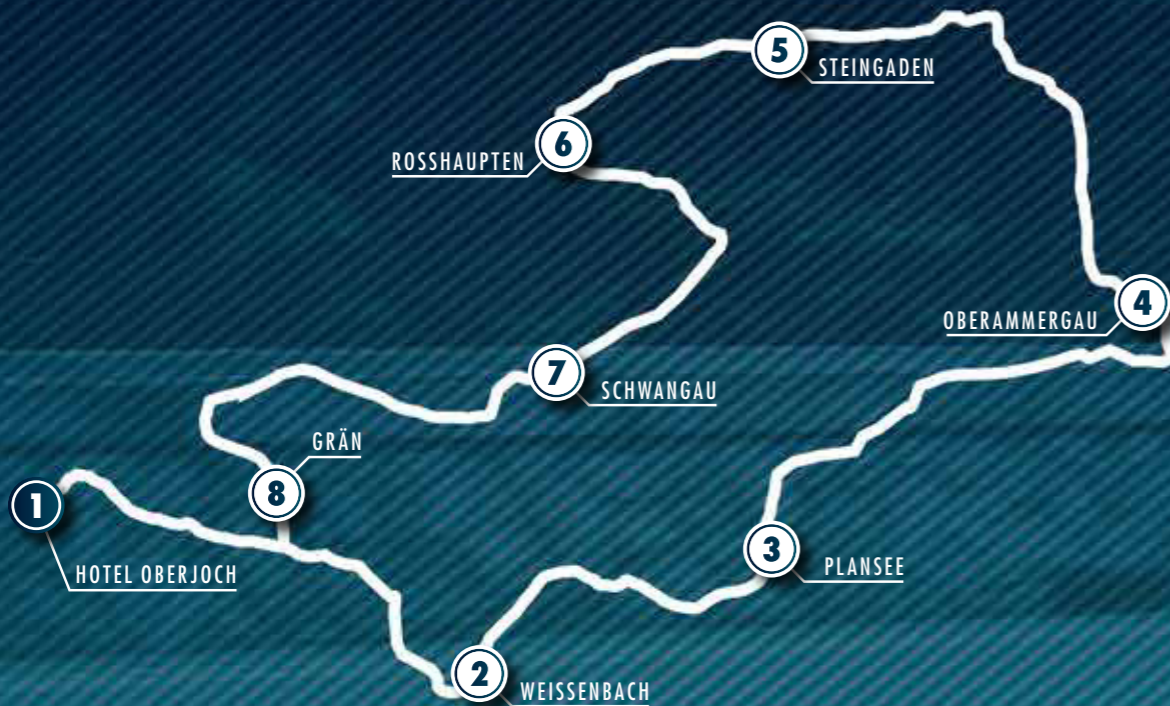 5
STEINGADEN
6
ROSSHAUPTEN
4
OBERAMMERGAU
7
SCHWANGAU
GRÄN
8
1
HOTEL OBERJOCH
3
PLANSEE
2
WEISSENBACH